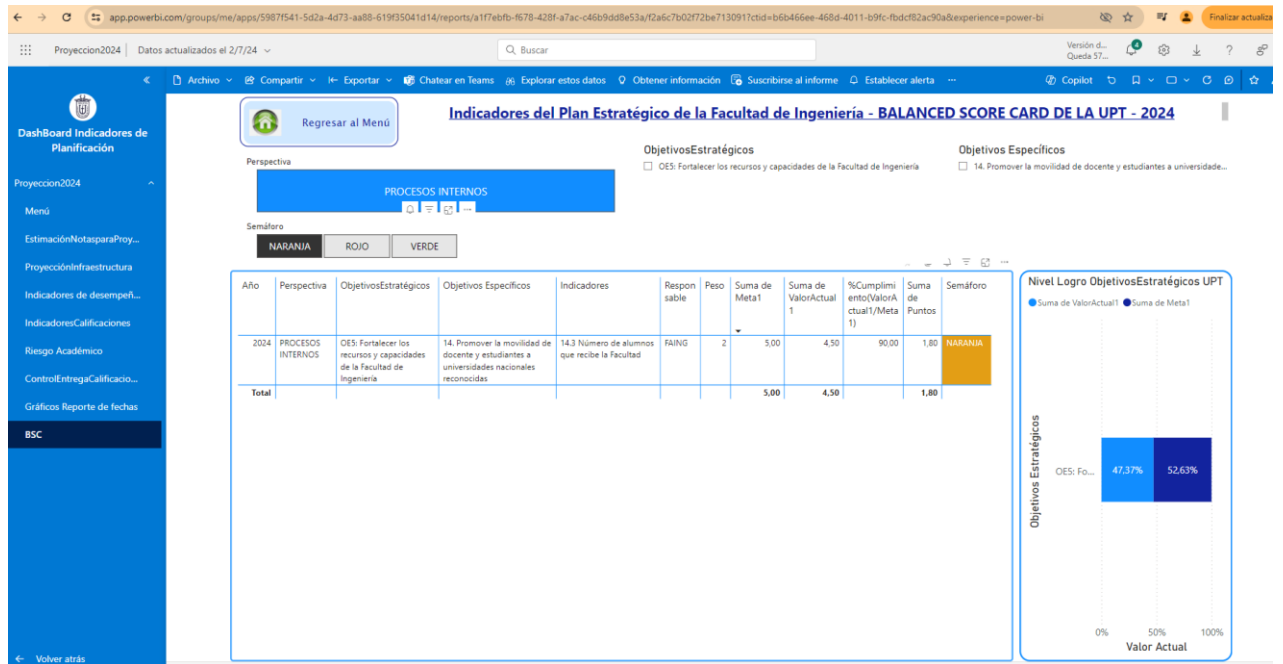 app.powerbi.com/groups/me/apps/5987f541-5d2a-4d73-aa88-619f35041d14/reports/a1f7ebfb-f678-428f-a7ac-c46b9dd8e53a/f2a6c7b02f72be713091?ctid=b6b466ee-468d-4011-b9fc-fbdcf82ac90a&experience=power-bi
Finalizar actualiza
Proyeccion2024 | Datos actualizados el 2/7/24
Buscar
Versión d...
Queda 57...
4
Archivo
Compartir
Exportar
Chatear en Teams
Explorar estos datos
Obtener información
Suscribirse al informe
Establecer alerta
Copilot
DashBoard Indicadores de
Planificación
Proyeccion2024
Menú
EstimaciónNotasparaProy...
ProyecciónInfraestructura
Indicadores de desempeñ...
IndicadoresCalificaciones
Riesgo Académico
ControlEntregaCalificacio...
Gráficos Reporte de fechas
BSC
Volver atrás
Regresar al Menú
Indicadores del Plan Estratégico de la Facultad de Ingeniería - BALANCED SCORE CARD DE LA UPT - 2024
Perspectiva
PROCESOS INTERNOS
ObjetivosEstratégicos
OE5: Fortalecer los recursos y capacidades de la Facultad de Ingeniería
Objetivos Específicos
14. Promover la movilidad de docente y estudiantes a universidade...
Semáforo
NARANJA
ROJO
VERDE
Año
Perspectiva
ObjetivosEstratégicos
Objetivos Específicos
Indicadores
Respon
sable
Peso
Suma de
Meta1
Suma de
ValorActual
1
%Cumplimi
ento(ValorA
ctual1/Meta
1)
Suma
de
Puntos
Semáforo
2024
PROCESOS
INTERNOS
OE5: Fortalecer los
recursos y capacidades
de la Facultad de
Ingeniería
14. Promover la movilidad de
docente y estudiantes a
universidades nacionales
reconocidas
14.3 Número de alumnos
que recibe la Facultad
FAING
2
5,00
4,50
90,00
1,80
NARANJA
Total
5,00
4,50
1,80
Nivel Logro ObjetivosEstratégicos UPT
Suma de ValorActual1
Suma de Meta1
Objetivos Estratégicos
OE5: Fo...
47,37%
52,63%
0%
50%
100%
Valor Actual